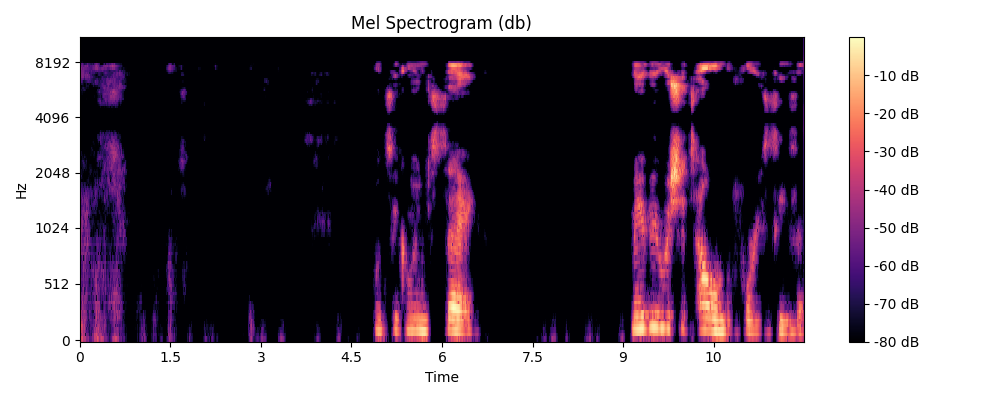 Mel Spectrogram (db)
8192
4096
2048
1024
512
0
Hz
0 1.5 3 4.5 6 7.5 9 10
Time
-10 dB
-20 dB
-30 dB
-40 dB
-50 dB
-60 dB
-70 dB
-80 dB